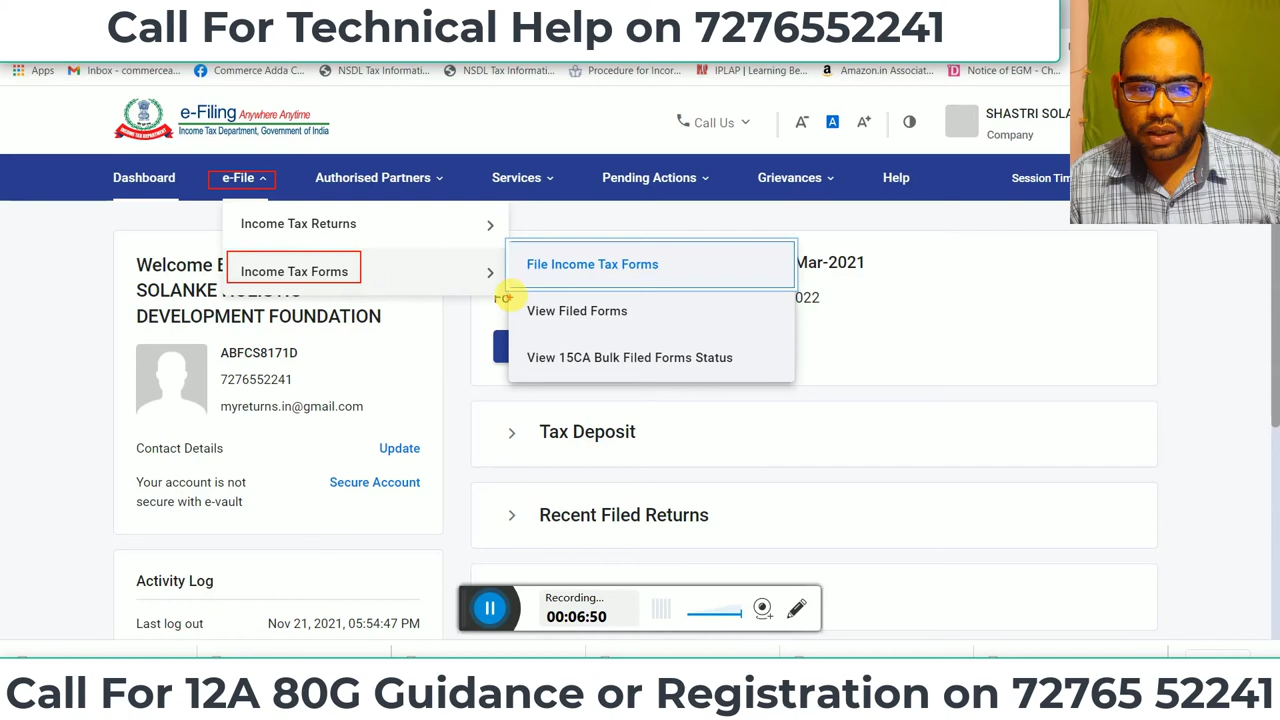 Call For Technical Help on 7276552241
Apps
Inbox - commercea...
Commerce Adda C...
NSDL Tax Informati...
NSDL Tax Informati...
Procedure for Incor...
IPLAP | Learning Be...
Amazon.in Associat...
Notice of EGM - Ch...
e-Filing Anywhere Anytime
Income Tax Department, Government of India
Call Us
A-
A
A+
SHASTRI SOLA
Company
Dashboard
e-File
Authorised Partners
Services
Pending Actions
Grievances
Help
Session Tim
Income Tax Returns
Income Tax Forms
File Income Tax Forms
View Filed Forms
View 15CA Bulk Filed Forms Status
Mar-2021
022
Welcome
SOLANKE HOLISTIC
DEVELOPMENT FOUNDATION
ABFCS8171D
7276552241
myreturns.in@gmail.com
Contact Details
Update
Your account is not
secure with e-vault
Secure Account
Tax Deposit
Recent Filed Returns
Activity Log
Last log out
Nov 21, 2021, 05:54:47 PM
Recording...
00:06:50
Call For 12A 80G Guidance or Registration on 72765 52241